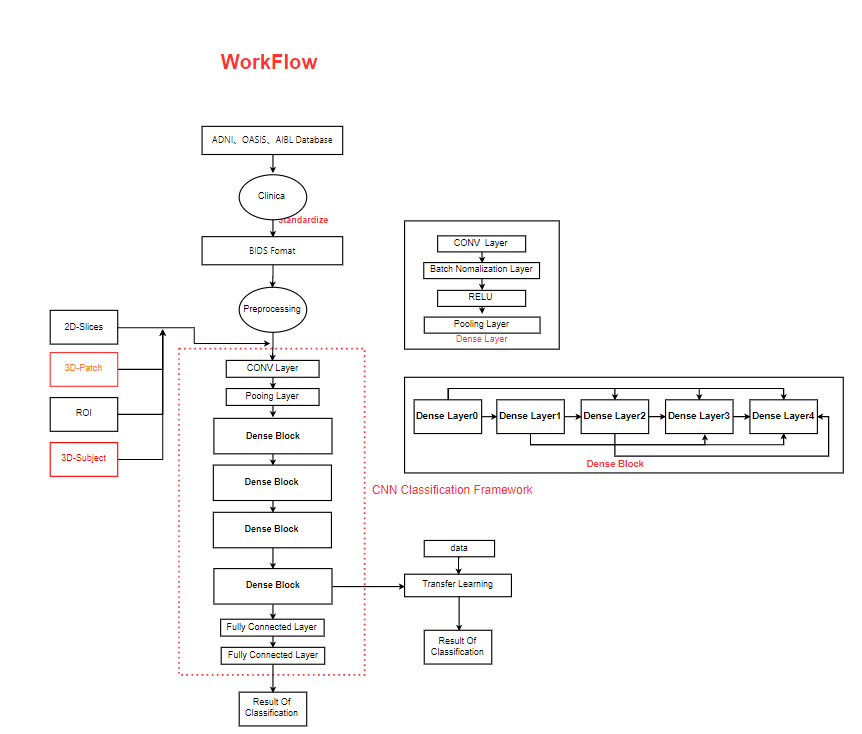 WorkFlow
ADNI、OASIS、AIBL Database
Clinica
Standardize
BIDS Fomat
Preprocessing
2D-Slices
3D-Patch
ROI
3D-Subject
CONV Layer
Pooing Layer
Dense Block
Dense Block
Dense Block
Dense Block
Fully Connected Layer
Fully Connected Layer
Result Of
Classification
CNN Classification Framework
CONV Layer
Batch Nomalization Layer
RELU
Pooling Layer
Dense Layer
Dense Layer0
Dense Layer1
Dense Layer2
Dense Layer3
Dense Layer4
Dense Block
data
Transfer Learning
Result Of
Classification